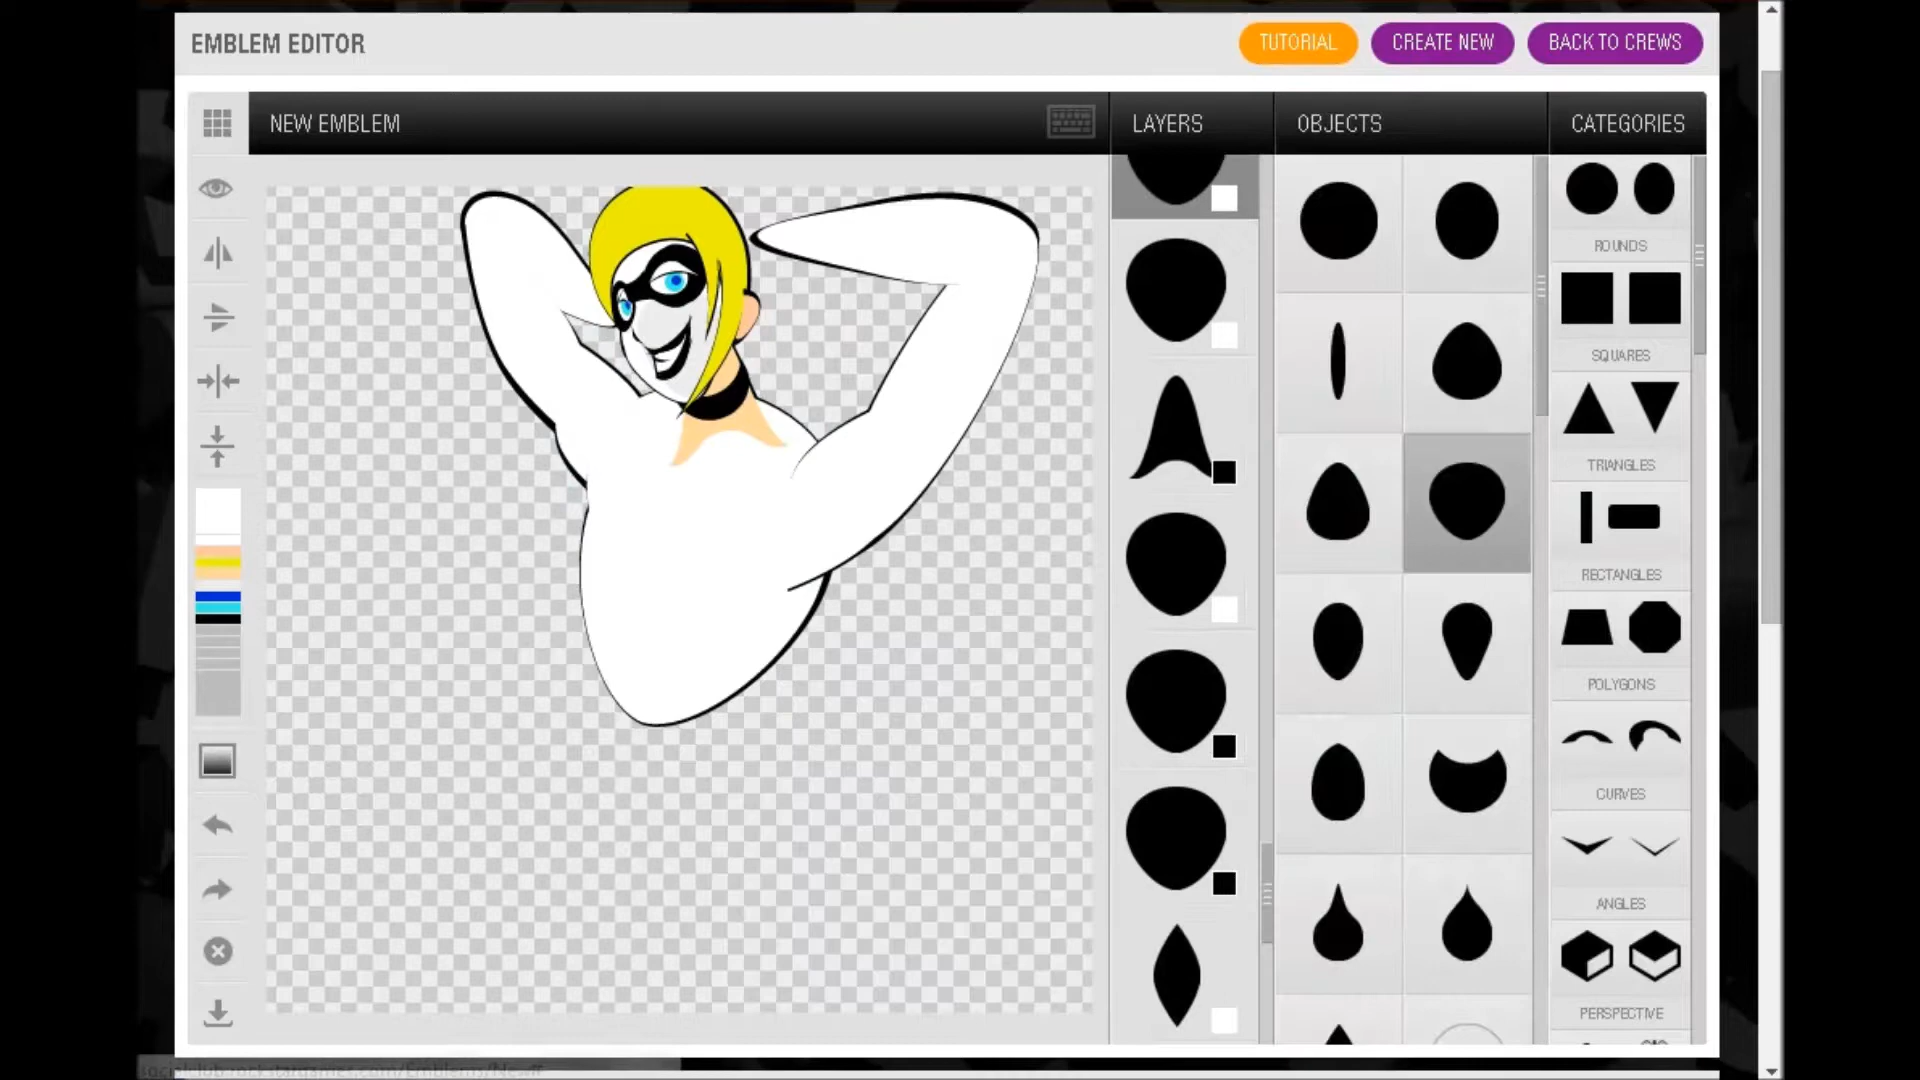 EMBLEM EDITOR
TUTORIAL
CREATE NEW
BACK TO CREWS
NEW EMBLEM
LAYERS
OBJECTS
CATEGORIES
ROUNDS
SQUARES
TRIANGLES
RECTANGLES
POLYGONS
CURVES
ANGLES
PERSPECTIVE